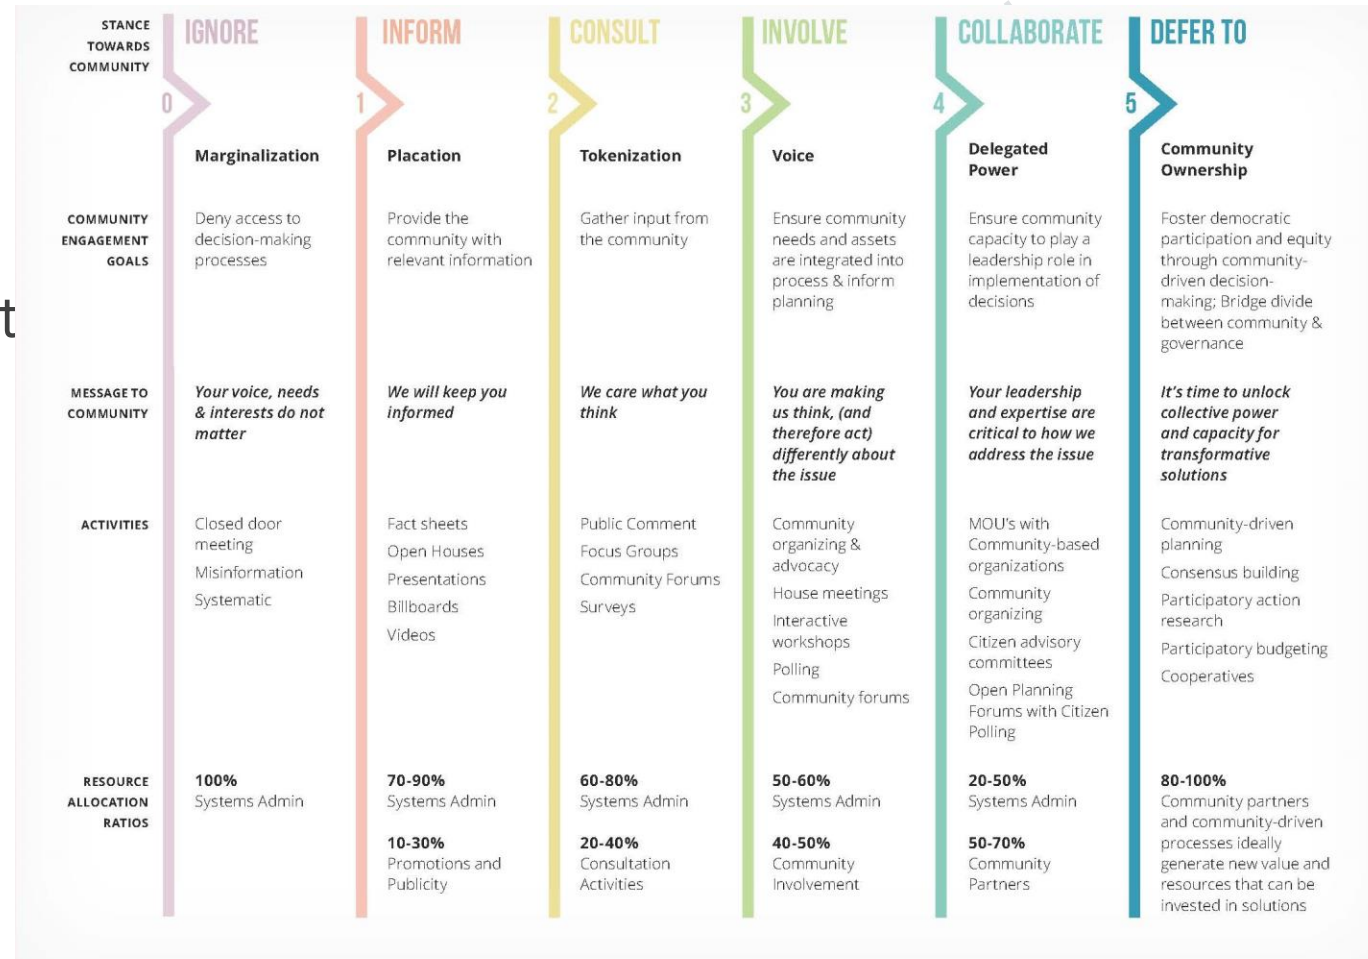 STANCE
TOWARDS
COMMUNITY
IGNORE
INFORM
CONSULT
INVOLVE
COLLABORATE
DEFER TO
0
1
2
3
4
5
Marginalization
Placation
Tokenization
Voice
Delegated
Power
Community
Ownership
COMMUNITY
ENGAGEMENT
GOALS
Deny access to
decision-making
processes
Provide the
community with
relevant information
Gather input from
the community
Ensure community
needs and assets
are integrated into
process & inform
planning
Ensure community
capacity to play a
leadership role in
implementation of
decisions
Foster democratic
participation and equity
through community-
driven decision-
making; Bridge divide
between community &
governance
t
MESSAGE TO
COMMUNITY
Your voice, needs
& interests do not
matter
We will keep you
informed
We care what you
think
You are making
us think, (and
therefore act)
differently about
the issue
Your leadership
and expertise are
critical to how we
address the issue
It's time to unlock
collective power
and capacity for
transformative
solutions
ACTIVITIES
Closed door
meeting
Misinformation
Systematic
Fact sheets
Open Houses
Presentations
Billboards
Videos
Public Comment
Focus Groups
Community Forums
Surveys
Community
organizing &
advocacy
House meetings
Interactive
workshops
Polling
Community forums
MOU's with
Community-based
organizations
Community
organizing
Citizen advisory
committees
Open Planning
Forums with Citizen
Polling
Community-driven
planning
Consensus building
Participatory action
research
Participatory budgeting
Cooperatives
RESOURCE
ALLOCATION
RATIOS
100%
Systems Admin
70-90%
Systems Admin
10-30%
Promotions and
Publicity
60-80%
Systems Admin
20-40%
Consultation
Activities
50-60%
Systems Admin
40-50%
Community
Involvement
20-50%
Systems Admin
50-70%
Community
Partners
80-100%
Community partners
and community-driven
processes ideally
generate new value and
resources that can be
invested in solutions